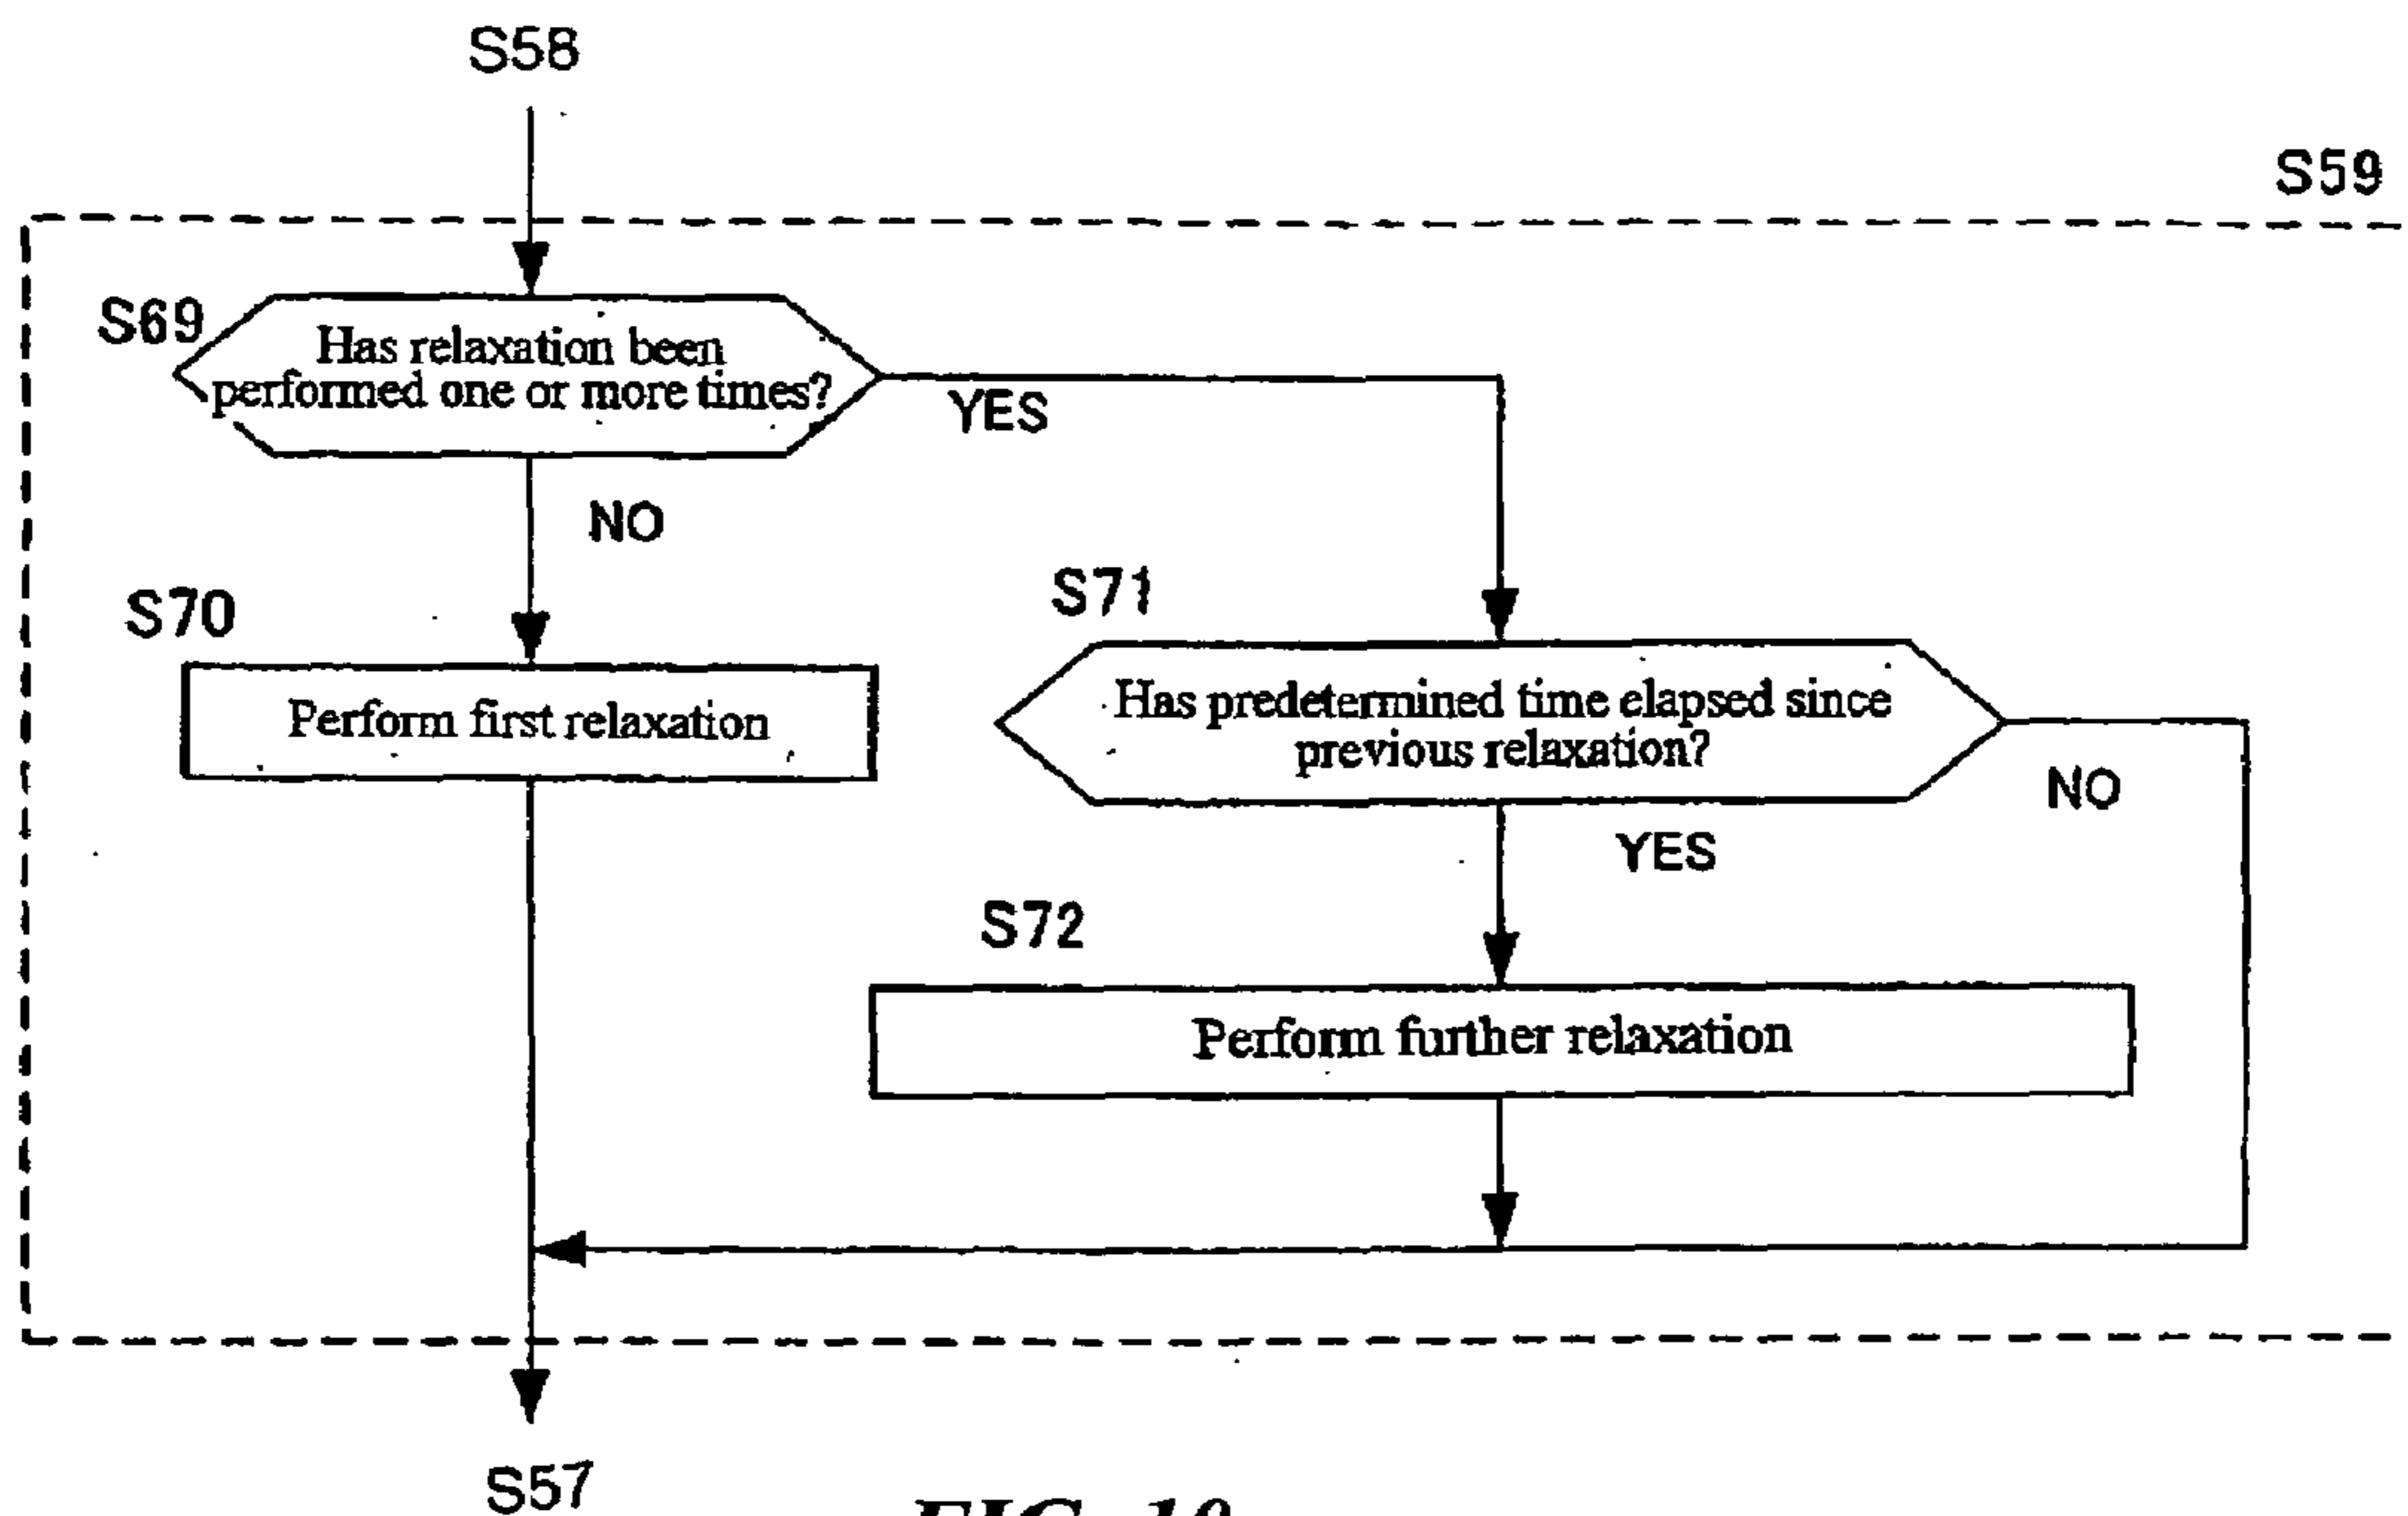 S58
S59
S69
Has relaxation been
performed one or more times?
YES
NO
S70
Perform first relaxation
S71
Has predetermined time elapsed since
previous relaxation?
NO
YES
S72
Perform further relaxation
S57